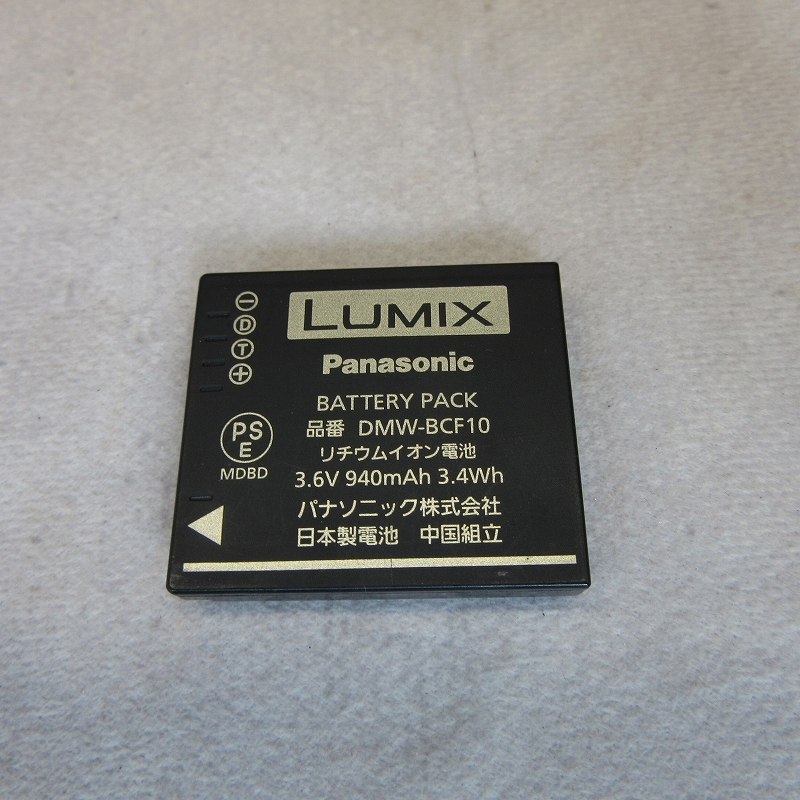 LUMIX
Panasonic
BATTERY PACK
品番 DMW-BCF10
リチウムイオン電池
3.6V 940mAh 3.4Wh
パナソニック株式会社
日本製電池 中国組立
−
D
T
+
PS
E
MDBD